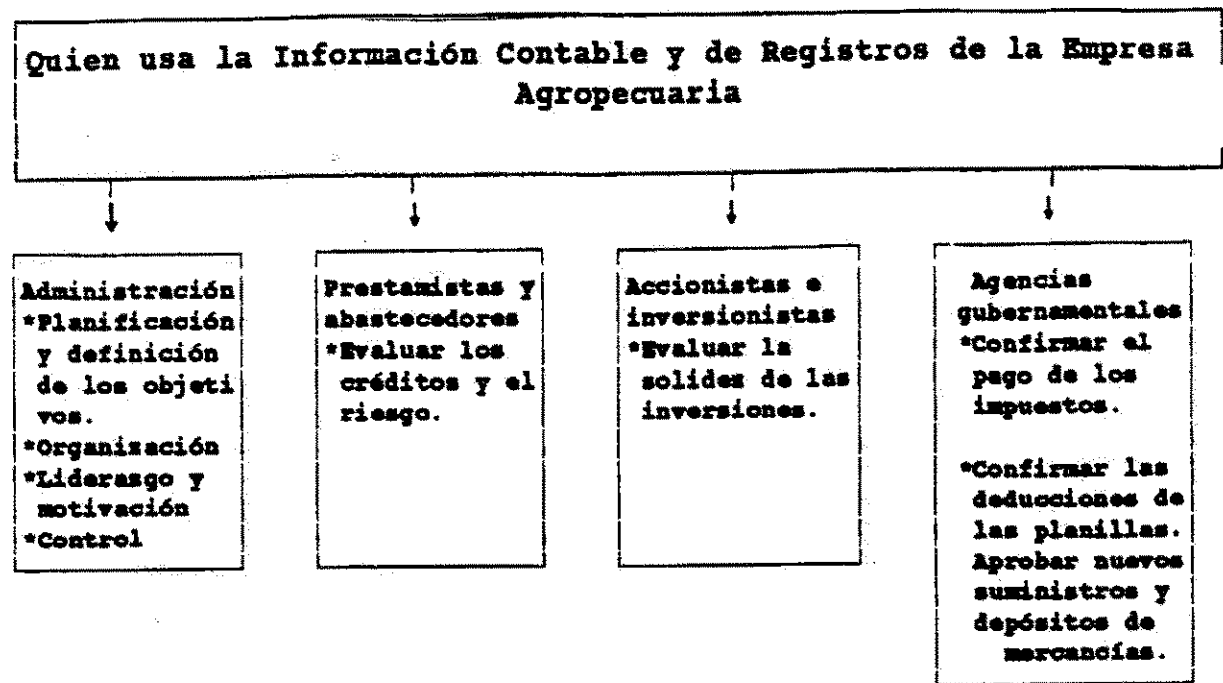 Quien usa la Información Contable y de Registros de la Empresa
Agropecuaria
Administración
*Planificación
y definición
de los objeti
vos.
*Organización
*Liderazgo y
motivación
*Control
Prestamistas y
abastecedores
*Evaluar los
créditos y el
riesgo.
Accionistas e
inversionistas
*Evaluar la
solidez de las
inversiones.
Agencias
gubernamentales
*Confirmar el
pago de los
impuestos.
*Confirmar las
deducciones de
las planillas.
Aprobar nuevos
suministros y
depósitos de
mercancías.